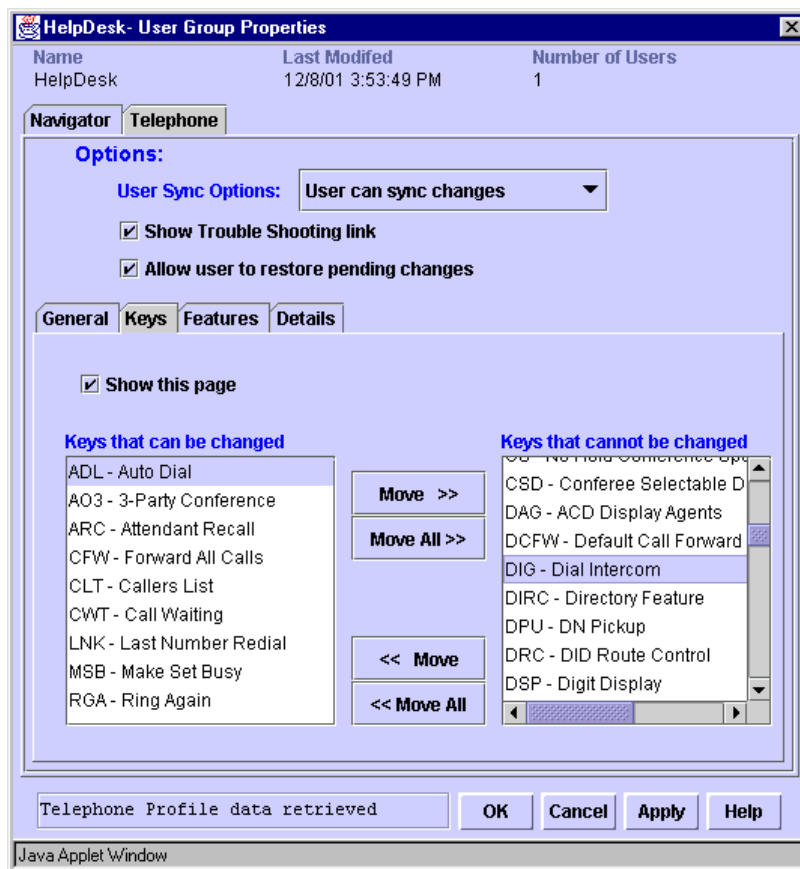 HelpDesk- User Group Properties
Name Last Modifed Number of Users
HelpDesk 12/8/01 3:53:49 PM 1
Navigator Telephone
Options:
User Sync Options: User can sync changes
Show Trouble Shooting link
Allow user to restore pending changes
General Keys Features Details
Show this page
Keys that can be changed
ADL - Auto Dial
AO3 - 3-Party Conference
ARC - Attendant Recall
CFW - Forward All Calls
CLT - Callers List
CWT - Call Waiting
LNK - Last Number Redial
MSB - Make Set Busy
RGA - Ring Again
Move >>
Move All >>
<< Move
<< Move All
Keys that cannot be changed
No Hold Conference
CSD - Conferee Selectable D
DAG - ACD Display Agents
DCFW - Default Call Forward
DIG - Dial Intercom
DIRC - Directory Feature
DPU - DN Pickup
DRC - DID Route Control
DSP - Digit Display
Telephone Profile data retrieved OK Cancel Apply Help
Java Applet Window